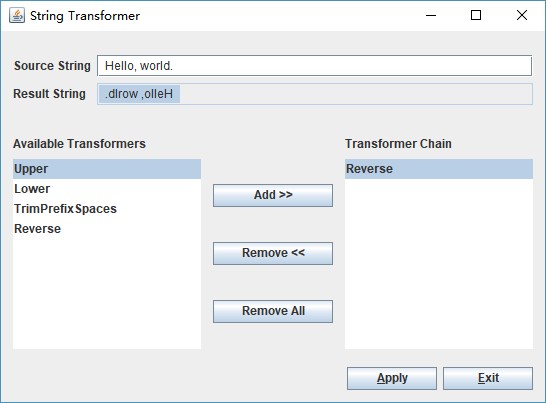 String Transformer
Source String Hello, world.
Result String .dlrow ,olleH
Available Transformers
Upper
Lower
TrimPrefixSpaces
Reverse
Add >>
Remove <<
Remove All
Transformer Chain
Reverse
Apply Exit